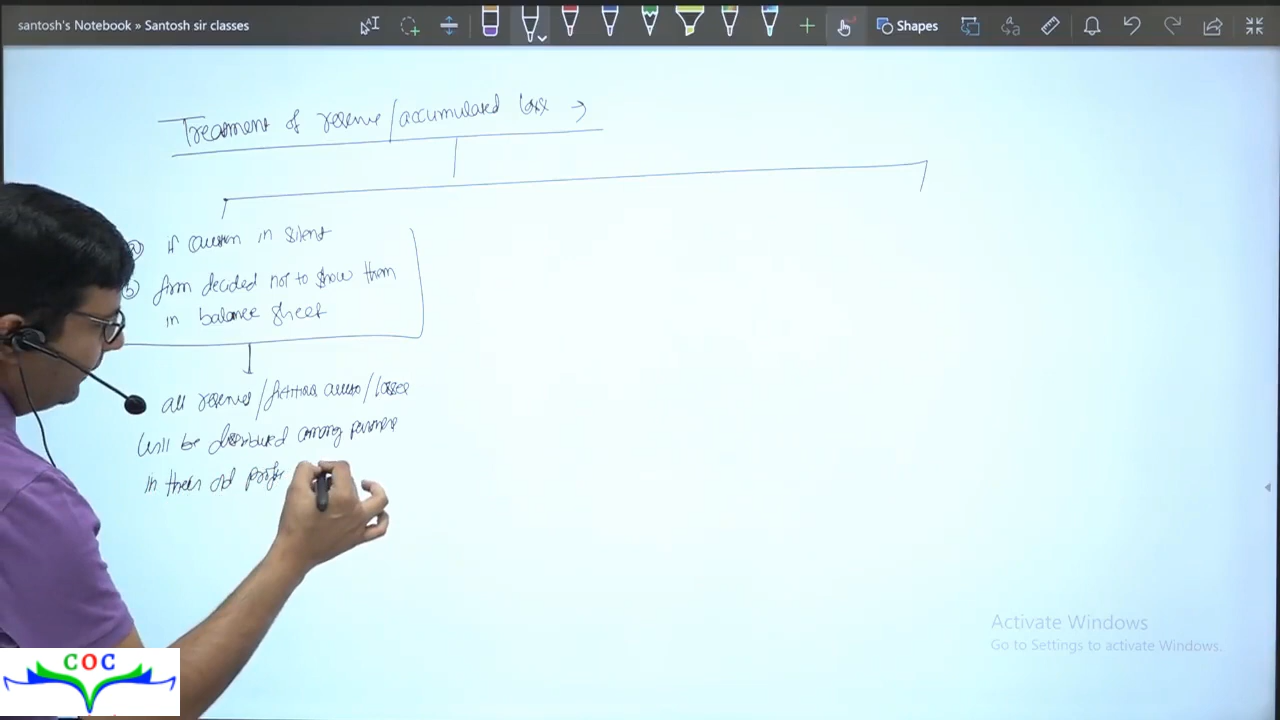 santosh's Notebook » Santosh sir classes
Shapes
Treatment of reserve/accumulated loss →
a) if question in silent
b) firm decided not to show them
in balance sheet
all reserves/fictitious assets/losses
will be distributed among partners
in their old profit
Activate Windows
Go to Settings to activate Windows.
COC